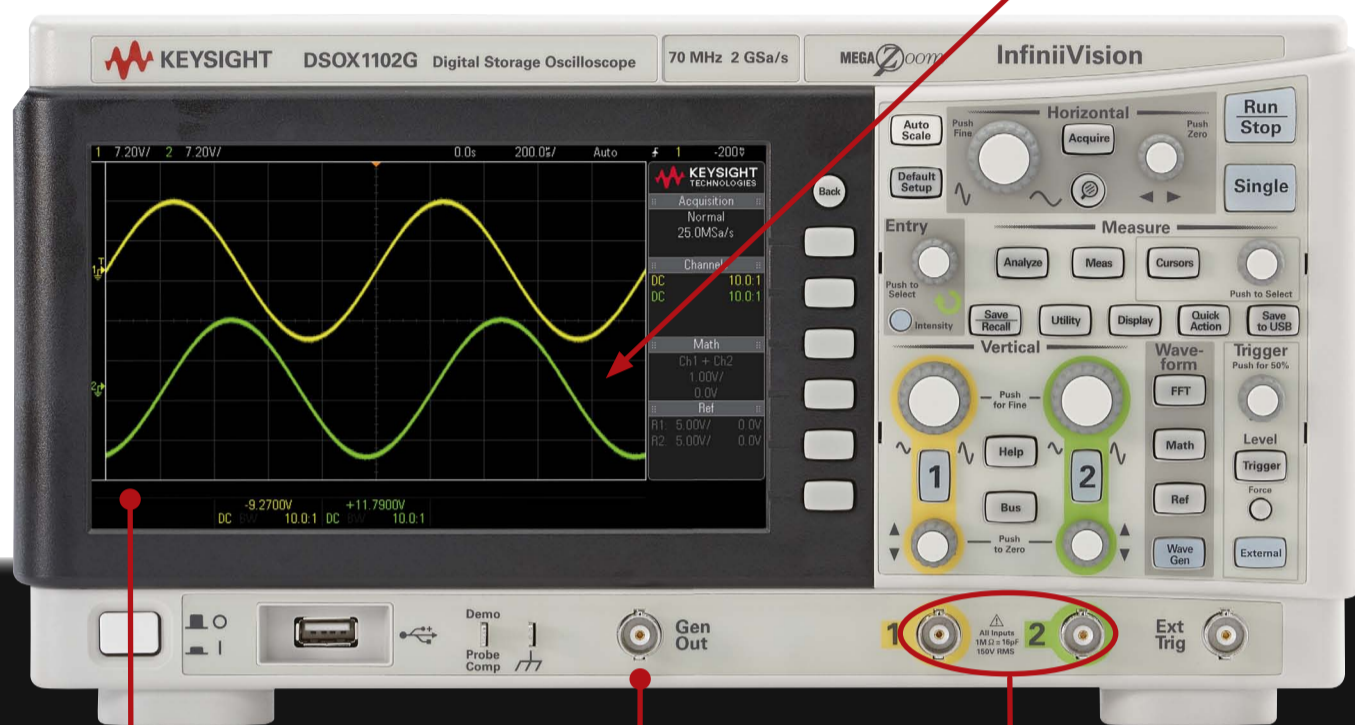 KEYSIGHT DSOX1102G Digital Storage Oscilloscope 70 MHz 2 GSa/s MEGA Zoom InfiniiVision
1 7.20V/ 2 7.20V/ 0.0s 200.0 / Auto 1 -200
KEYSIGHT
TECHNOLOGIES
Acquisition
Normal
25.0MSa/s
Channels
DC 10.0:1
DC 10.0:1
Math
Ch1 + Ch2
1.00V/
0.0V
Ref
R1: 5.00V/ 0.0V
R2: 5.00V/ 0.0V
T
1
2
-9.2700V +11.7900V
DC BW 10.0:1 DC BW 10.0:1
Back
Auto
Scale
Default
Setup
Horizontal
Push
Fine
Acquire
Push
Zero
Run
Stop
Single
Entry
Push to
Select
Intensity
Measure
Analyze Meas Cursors
Push to Select
Save
Recall
Utility Display
Quick
Action
Save
to USB
Vertical
Push
for Fine
1
2
Help
Bus
Push
to Zero
Wave-
form
FFT
Math
Ref
Wave
Gen
Trigger
Push for 50%
Level
Trigger
Force
External
Demo
Probe
Comp
Gen
Out
1
All Inputs
1MΩ = 16pF
150V RMS
2
Ext
Trig